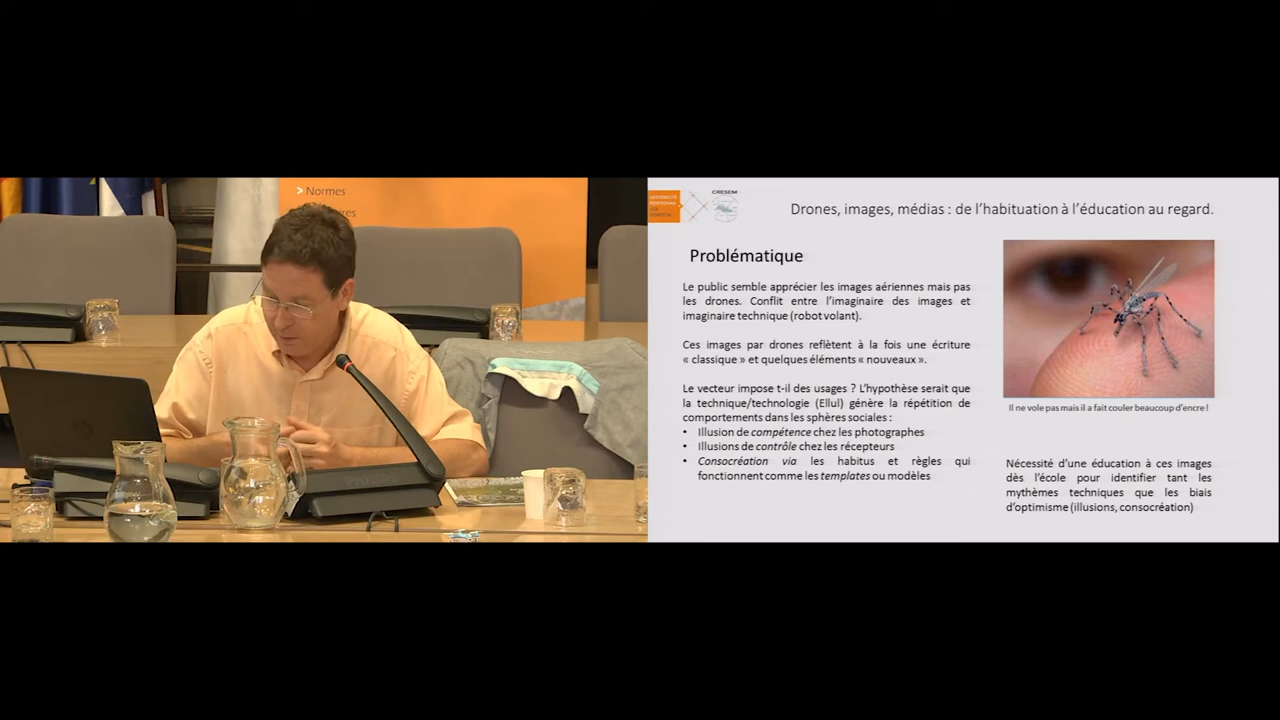 > Normes
CRESEM
UNIVERSITÉ
PERPIGNAN
VIA
DOMITIA
Drones, images, médias : de l'habituation à l'éducation au regard.
Problématique
Le public semble apprécier les images aériennes mais pas
les drones. Conflit entre l'imaginaire des images et
imaginaire technique (robot volant).
Ces images par drones reflètent à la fois une écriture
« classique » et quelques éléments « nouveaux ».
Le vecteur impose t-il des usages ? L'hypothèse serait que
la technique/technologie (Ellul) génère la répétition de
comportements dans les sphères sociales :
• Illusion de compétence chez les photographes
• Illusions de contrôle chez les récepteurs
• Consocréation via les habitus et règles qui
fonctionnent comme les templates ou modèles
Il ne vole pas mais il a fait couler beaucoup d'encre !
Nécessité d'une éducation à ces images
dès l'école pour identifier tant les
mythèmes techniques que les biais
d'optimisme (illusions, consocréation)